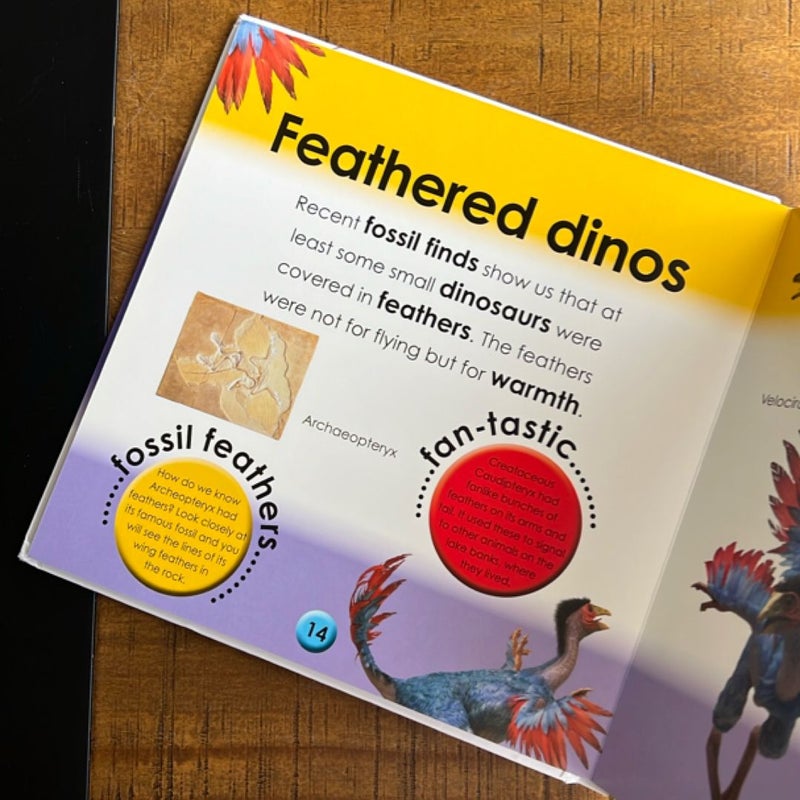 Feathered dinos
Recent fossil finds show us that at
least some small dinosaurs were
covered in feathers. The feathers
were not for flying but for warmth.
Archaeopteryx
fossil feathers
How do we know
Archeopteryx had
feathers? Look closely at
its famous fossil and you
will see the lines of its
wing feathers in
the rock.
fan-tastic
Creataceous
Caudipteryx had
fanlike bunches of
feathers on its arms and
tail. It used these to signal
to other animals on the
lake banks, where
they lived.
14